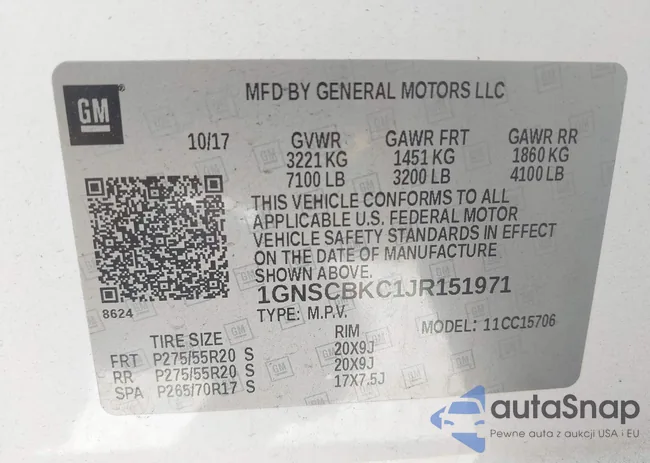 GM
MFD BY GENERAL MOTORS LLC
10/17 GVWR GAWR FRT GAWR RR
3221 KG 1451 KG 1860 KG
7100 LB 3200 LB 4100 LB
THIS VEHICLE CONFORMS TO ALL
APPLICABLE U.S. FEDERAL MOTOR
VEHICLE SAFETY STANDARDS IN EFFECT
ON THE DATE OF MANUFACTURE
SHOWN ABOVE.
8624
1GNSCBKC1JR151971
TYPE: M.P.V. MODEL: 11CC15706
TIRE SIZE RIM
FRT P275/55R20 S 20X9J
RR P275/55R20 S 20X9J
SPA P265/70R17 S 17X7.5J
autaSnap
Pewne auta z aukcji USA i EU